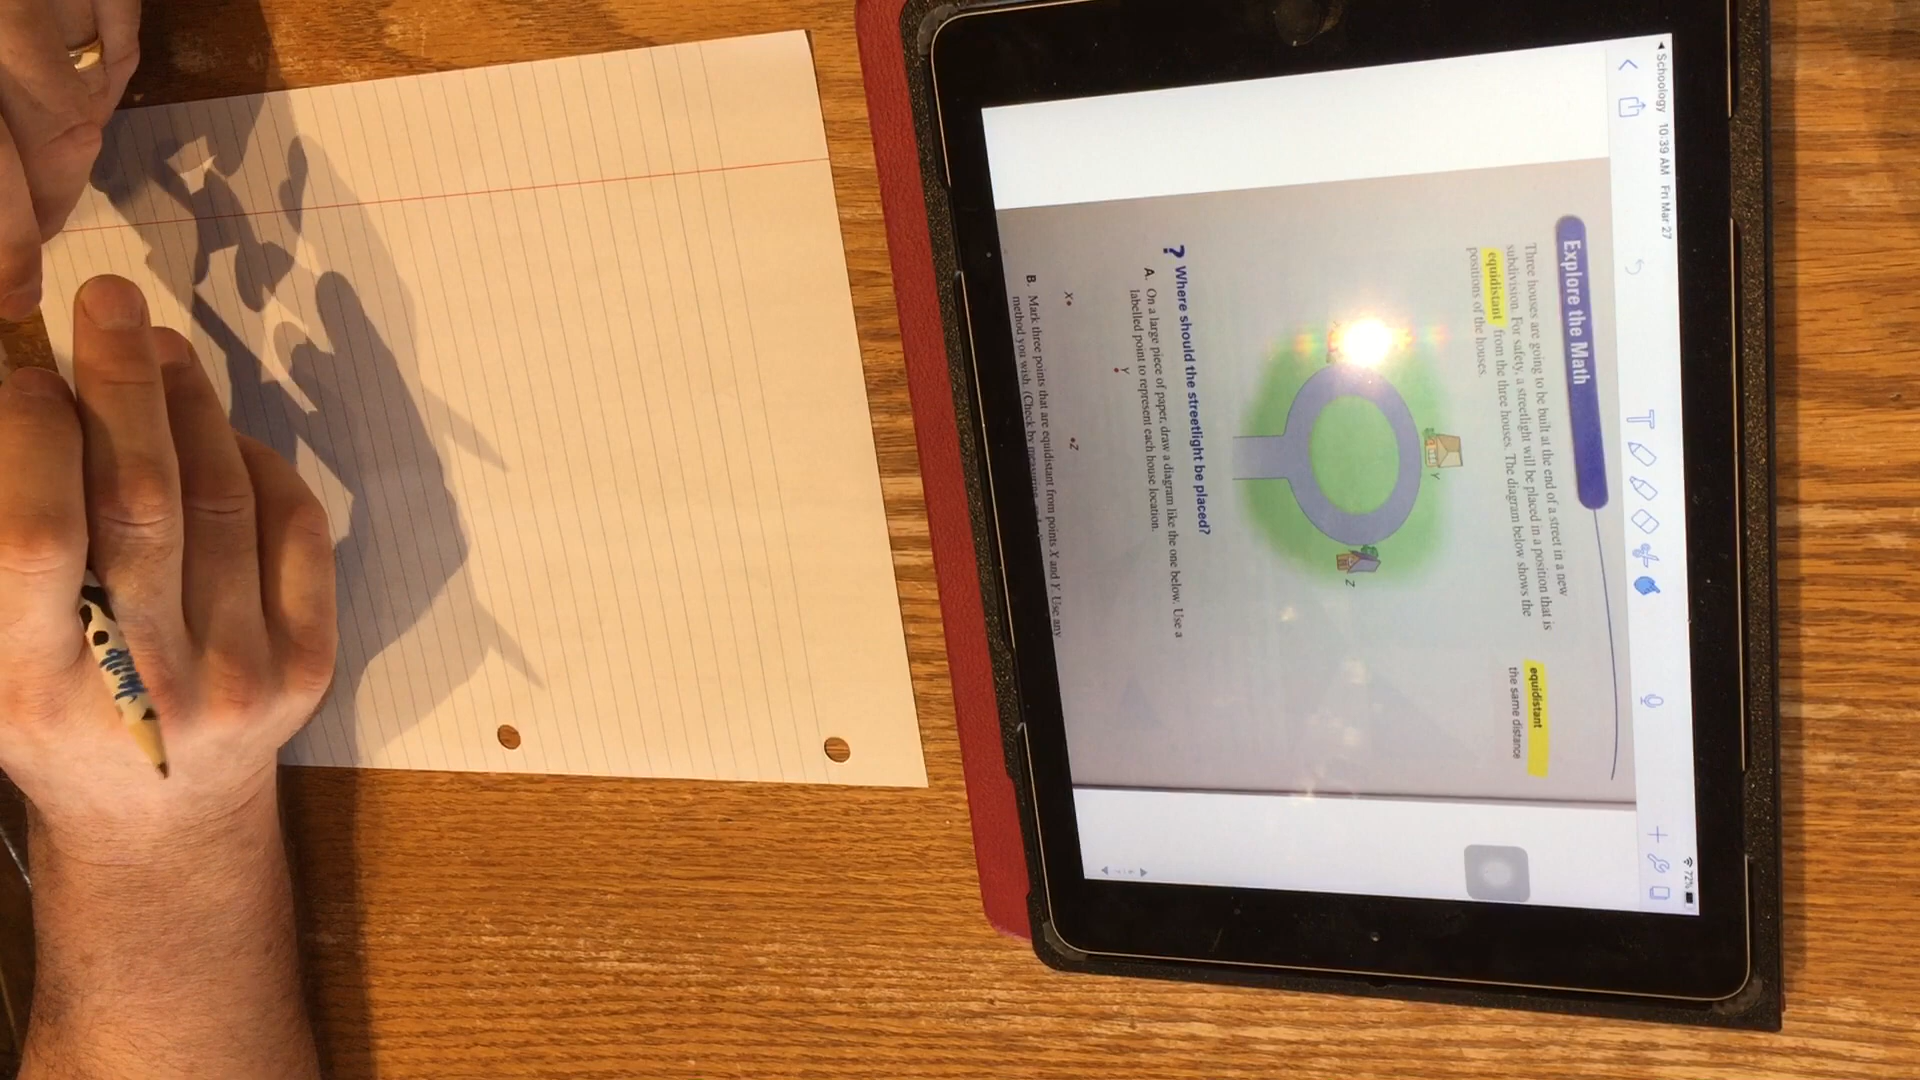 Schoology 10:39 AM Fri Mar 27
72%
Explore the Math
Three houses are going to be built at the end of a street in a new
subdivision. For safety, a streetlight will be placed in a position that is
equidistant from the three houses. The diagram below shows the
positions of the houses.
equidistant
the same distance
Y
Z
? Where should the streetlight be placed?
A. On a large piece of paper, draw a diagram like the one below. Use a
labelled point to represent each house location.
Y
X
Z
B. Mark three points that are equidistant from points X and Y. Use any
method you wish. (Check by measuring
Milk